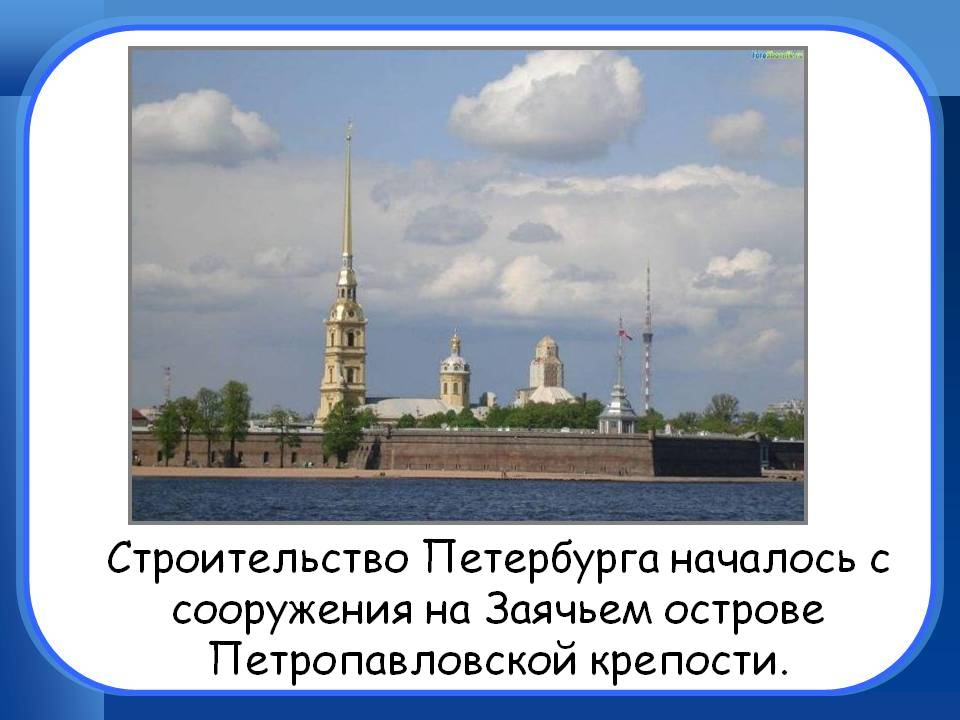 Строительство Петербурга началось с
сооружения на Заячьем острове
Петропавловской крепости.